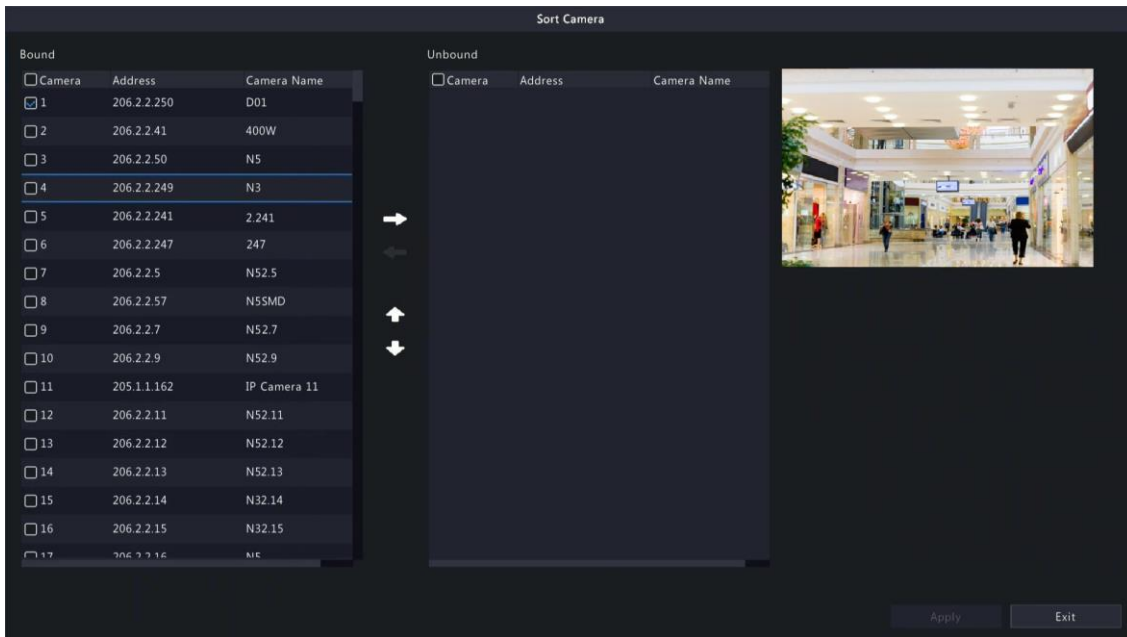 Sort Camera
Bound
Unbound
Camera Address Camera Name
Camera Address Camera Name
1 206.2.2.250 D01
2 206.2.2.41 400W
3 206.2.2.50 N5
4 206.2.2.249 N3
5 206.2.2.241 2.241
6 206.2.2.247 247
7 206.2.2.5 N52.5
8 206.2.2.57 N5SMD
9 206.2.2.7 N52.7
10 206.2.2.9 N52.9
11 205.1.1.162 IP Camera 11
12 206.2.2.11 N52.11
13 206.2.2.12 N52.12
14 206.2.2.13 N52.13
15 206.2.2.14 N32.14
16 206.2.2.15 N32.15
17 206.2.2.16 N5
Apply
Exit